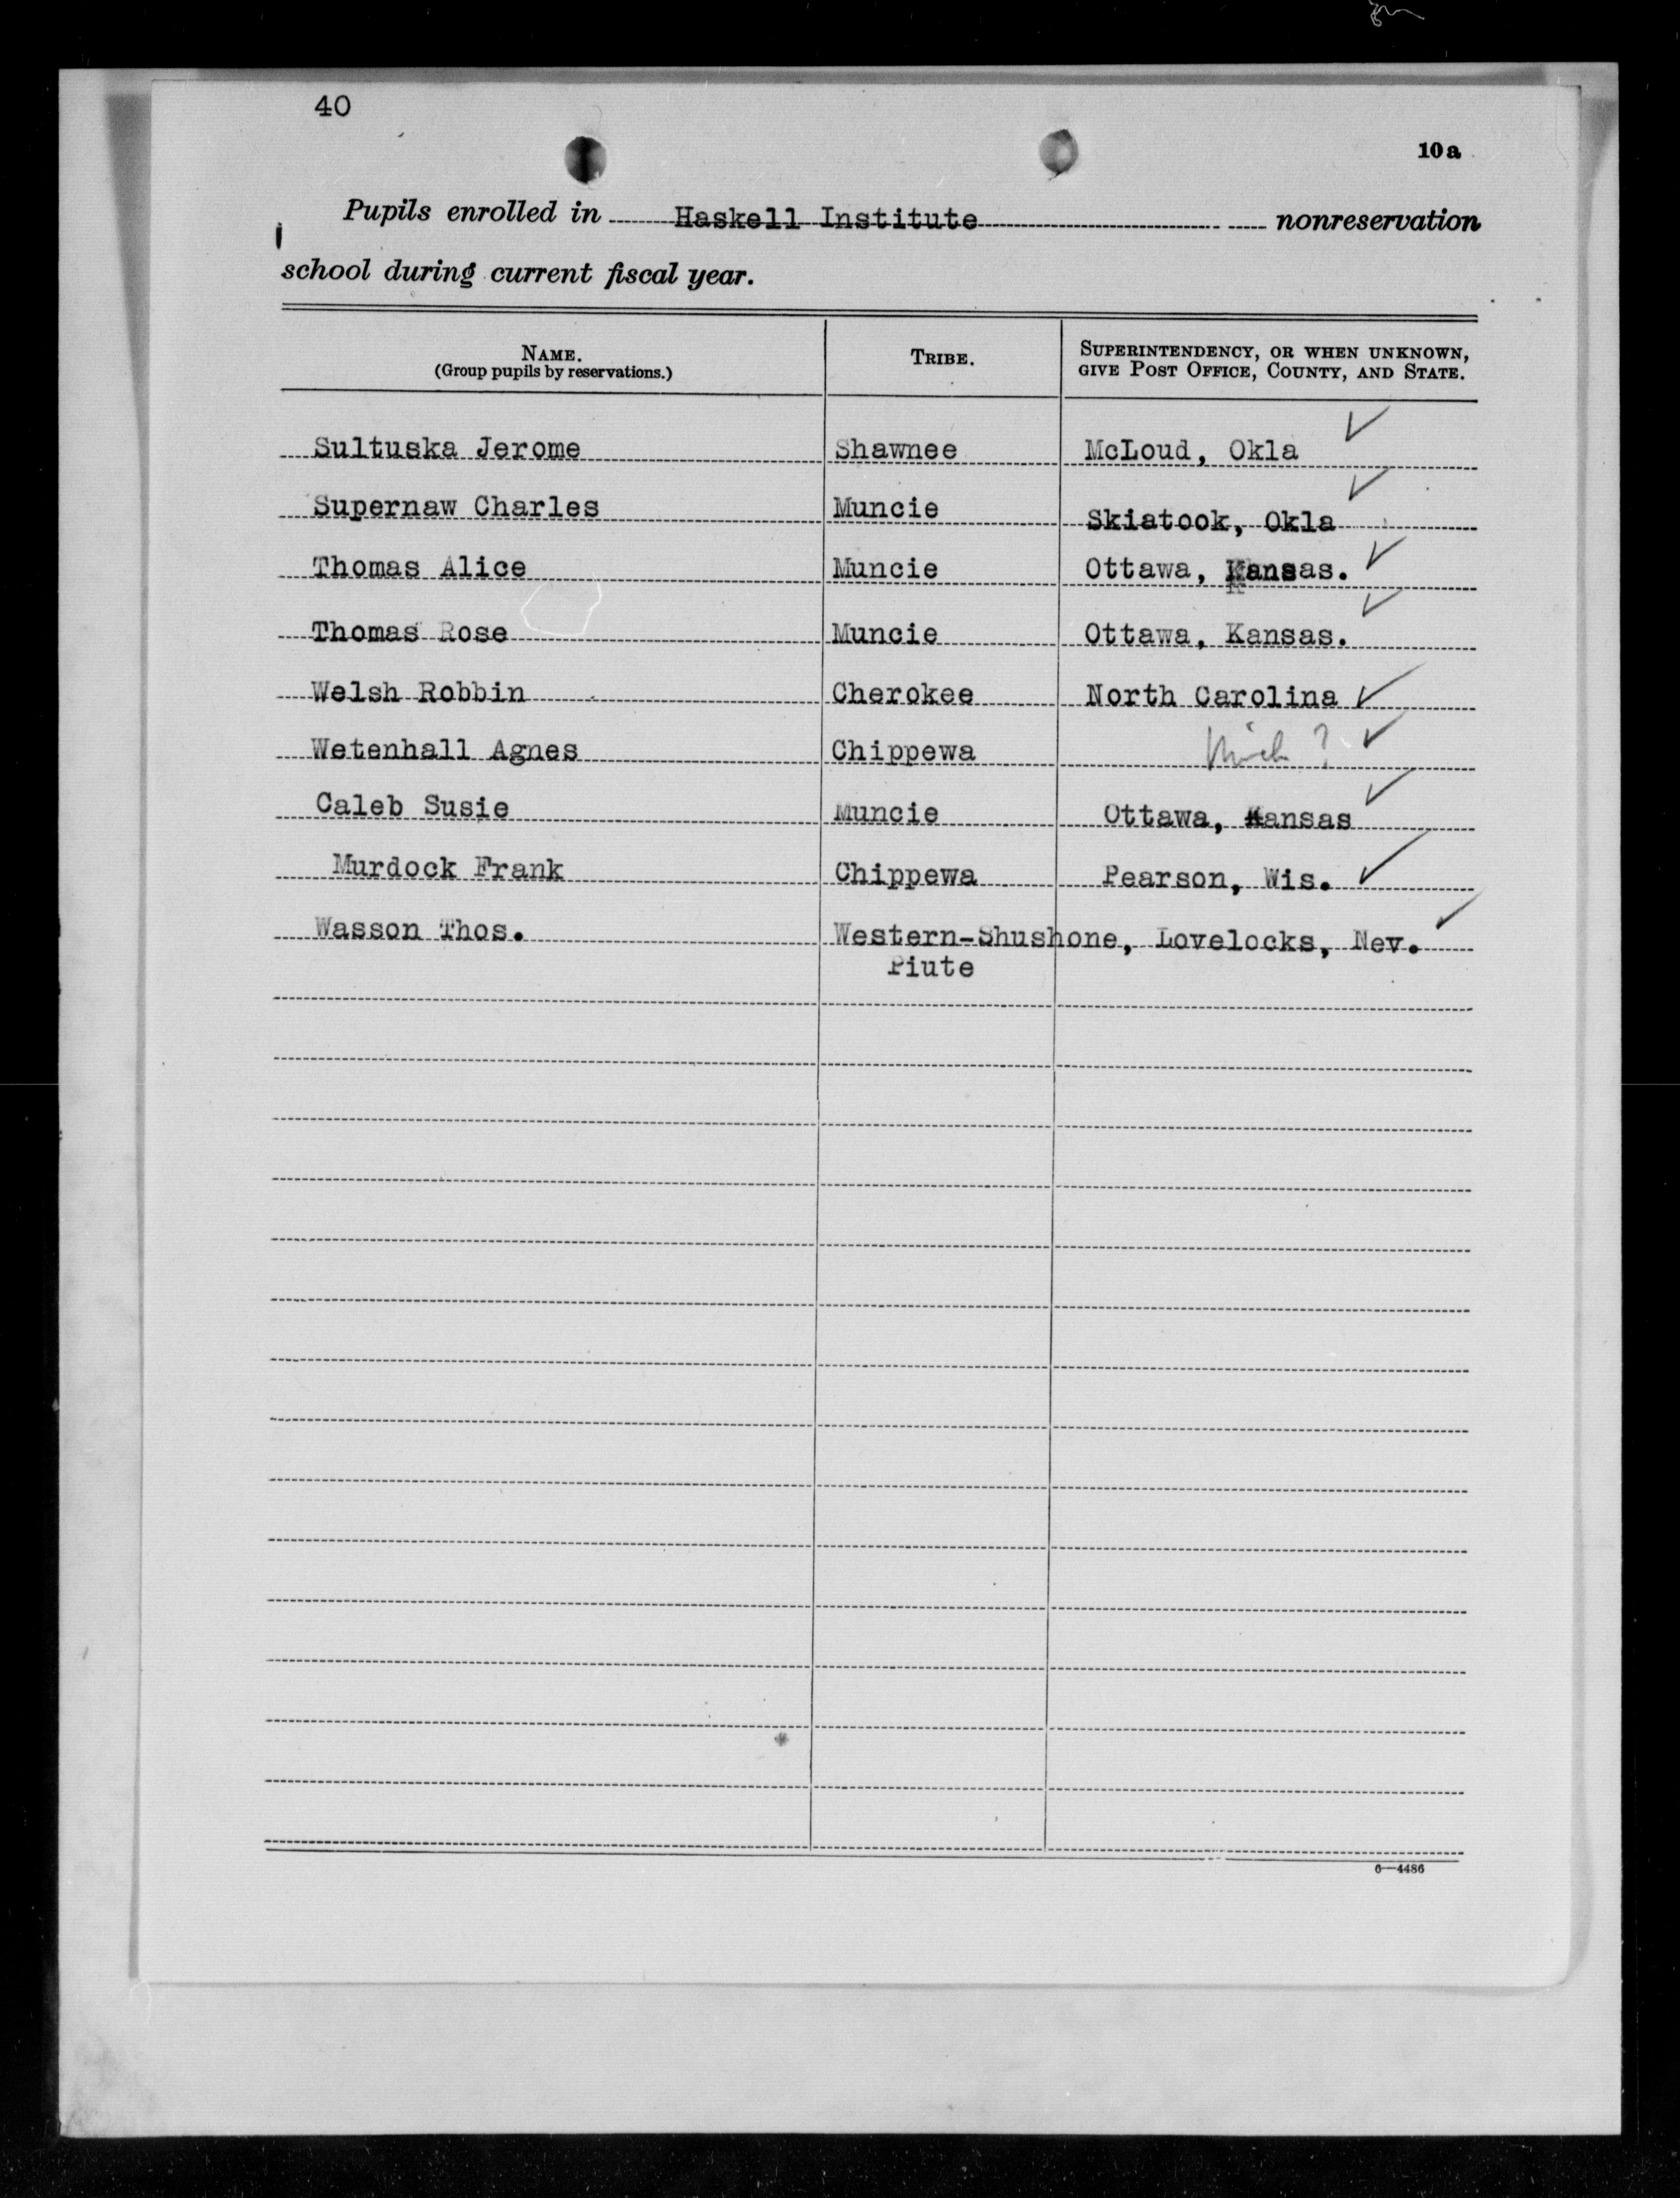 40
10a
Pupils enrolled in Haskell Institute nonreservation
school during current fiscal year.
NAME.
(Group pupils by reservations.)
TRIBE.
SUPERINTENDENCY, OR WHEN UNKNOWN,
GIVE POST OFFICE, COUNTY, AND STATE.
Sultuska Jerome Shawnee McLoud, Okla ✓
Supernaw Charles Muncie Skiatook, Okla ✓
Thomas Alice Muncie Ottawa, Kansas. ✓
Thomas Rose Muncie Ottawa, Kansas. ✓
Welsh Robbin Cherokee North Carolina ✓
Wetenhall Agnes Chippewa Mich ? ✓
Caleb Susie Muncie Ottawa, Kansas ✓
Murdock Frank Chippewa Pearson, Wis. ✓
Wasson Thos. Western-Shushone, Lovelocks, Nev. ✓
Piute
6—4486